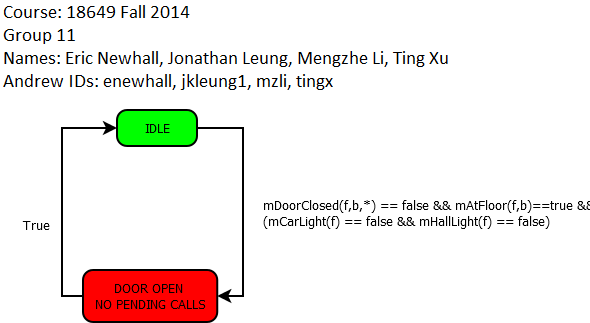 Course: 18649 Fall 2014
Group 11
Names: Eric Newhall, Jonathan Leung, Mengzhe Li, Ting Xu
Andrew IDs: enewhall, jkleung1, mzli, tingx
IDLE
mDoorClosed(f,b,*) == false && mAtFloor(f,b)==true &&
(mCarLight(f) == false && mHallLight(f) == false)
True
DOOR OPEN
NO PENDING CALLS